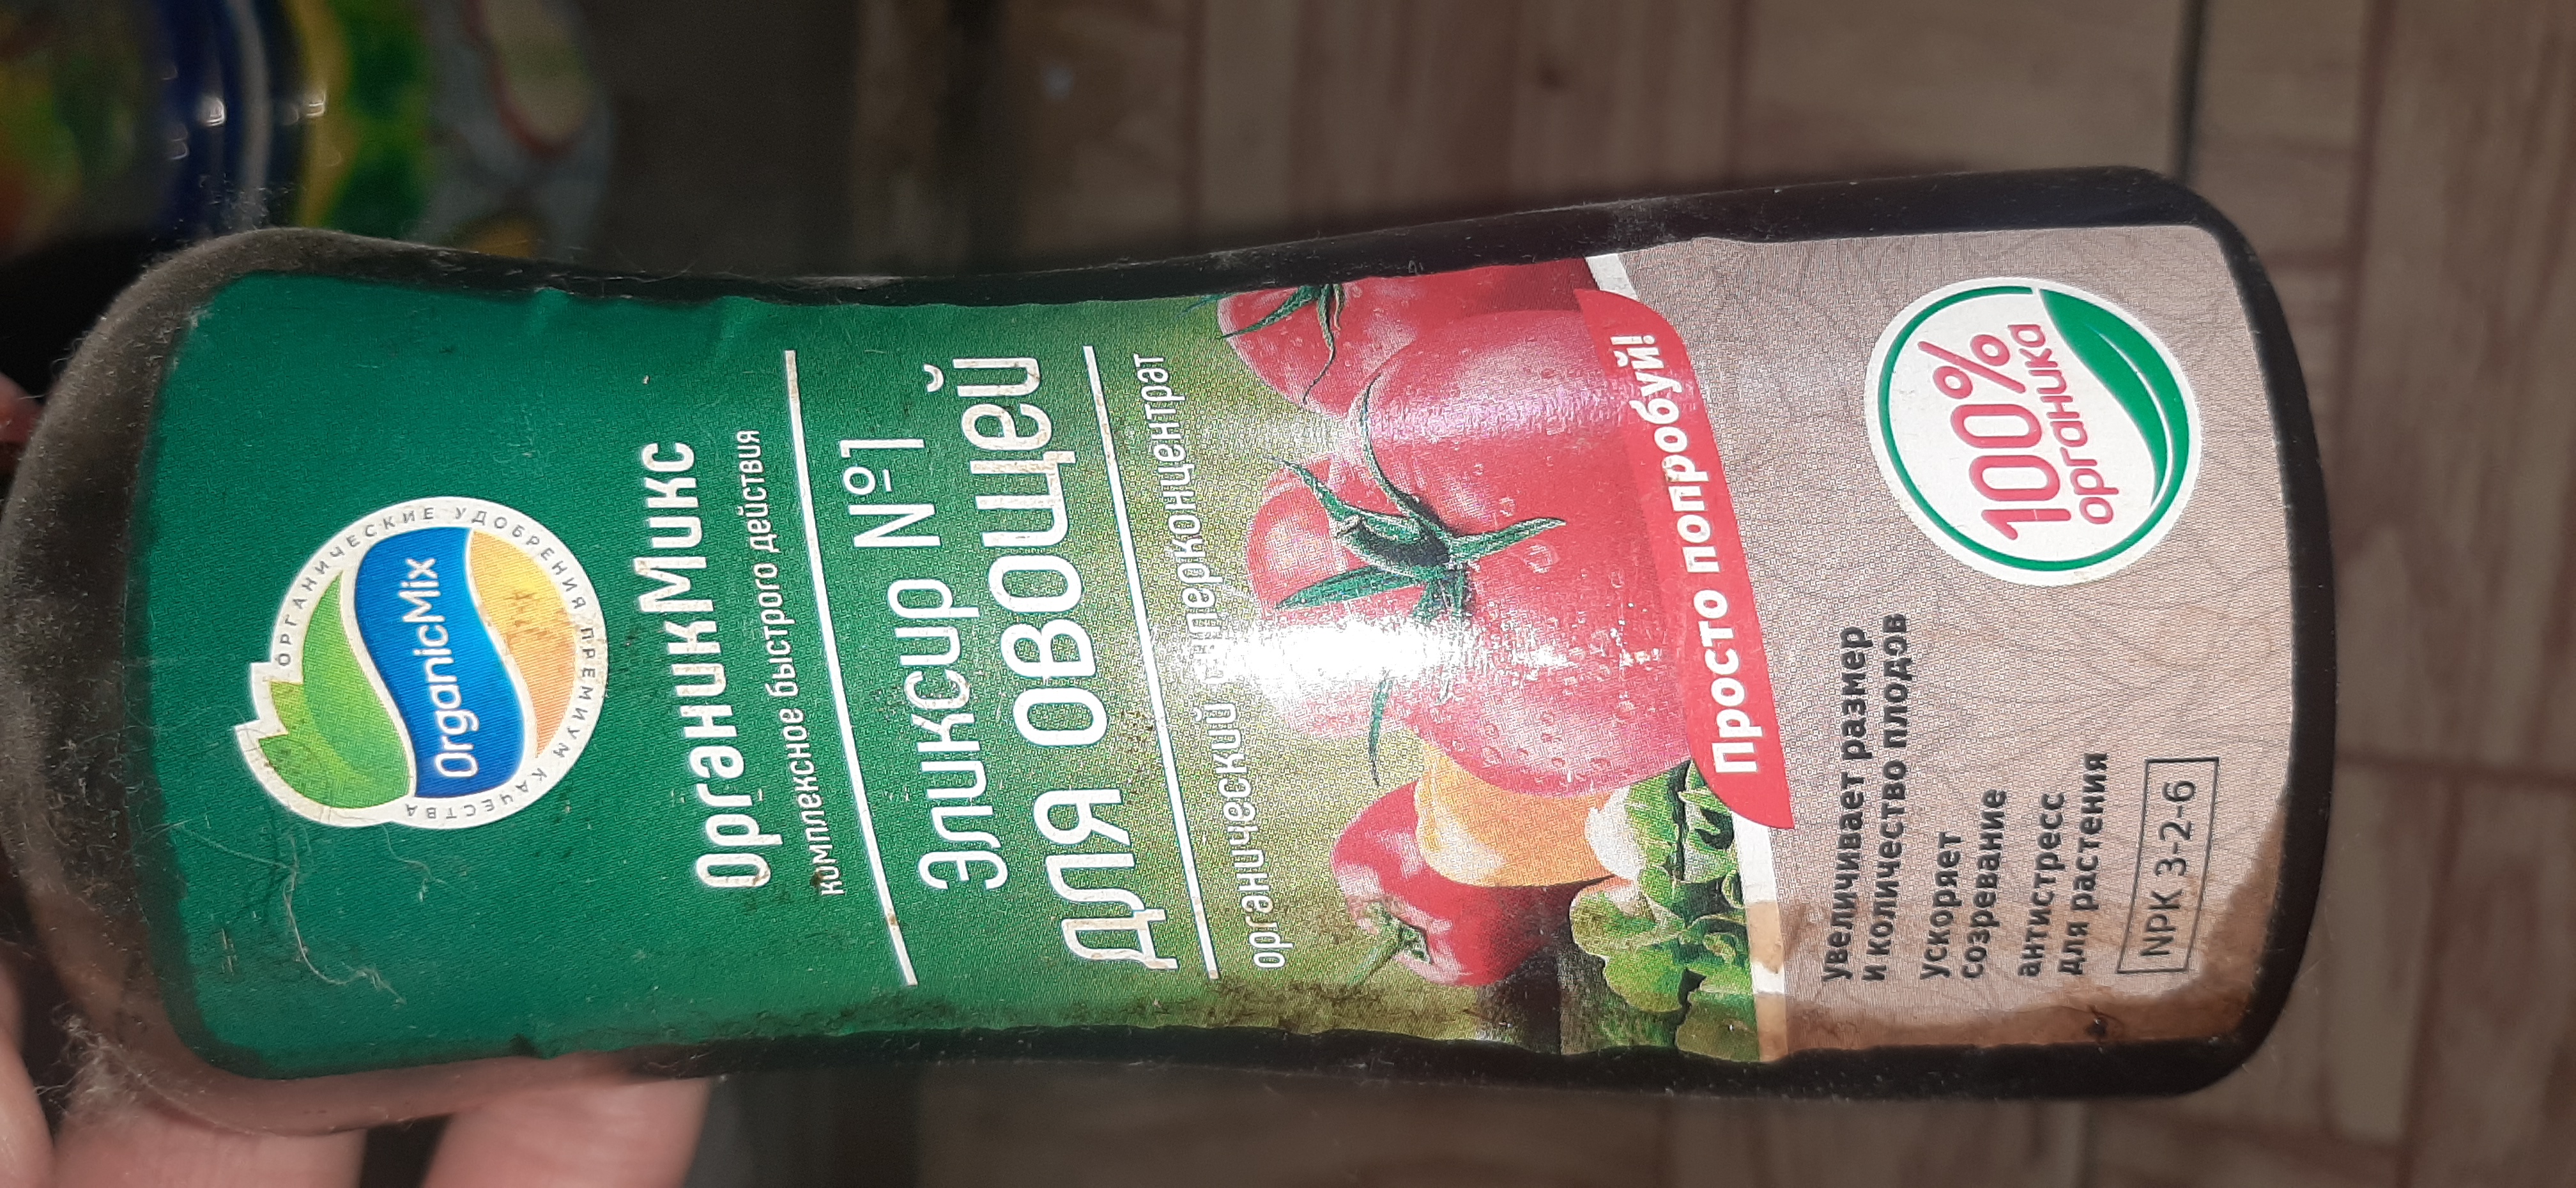 ОРГАНИЧЕСКИЕ УДОБРЕНИЯ ПРЕМИУМ КАЧЕСТВА
OrganicMix
ОрганикМикс
комплексное быстрого действия
Эликсир №1
для овощей
органический суперконцентрат
Просто попробуй!
увеличивает размер
и количество плодов
ускоряет
созревание
антистресс
для растения
NPK 3-2-6
100%
органика